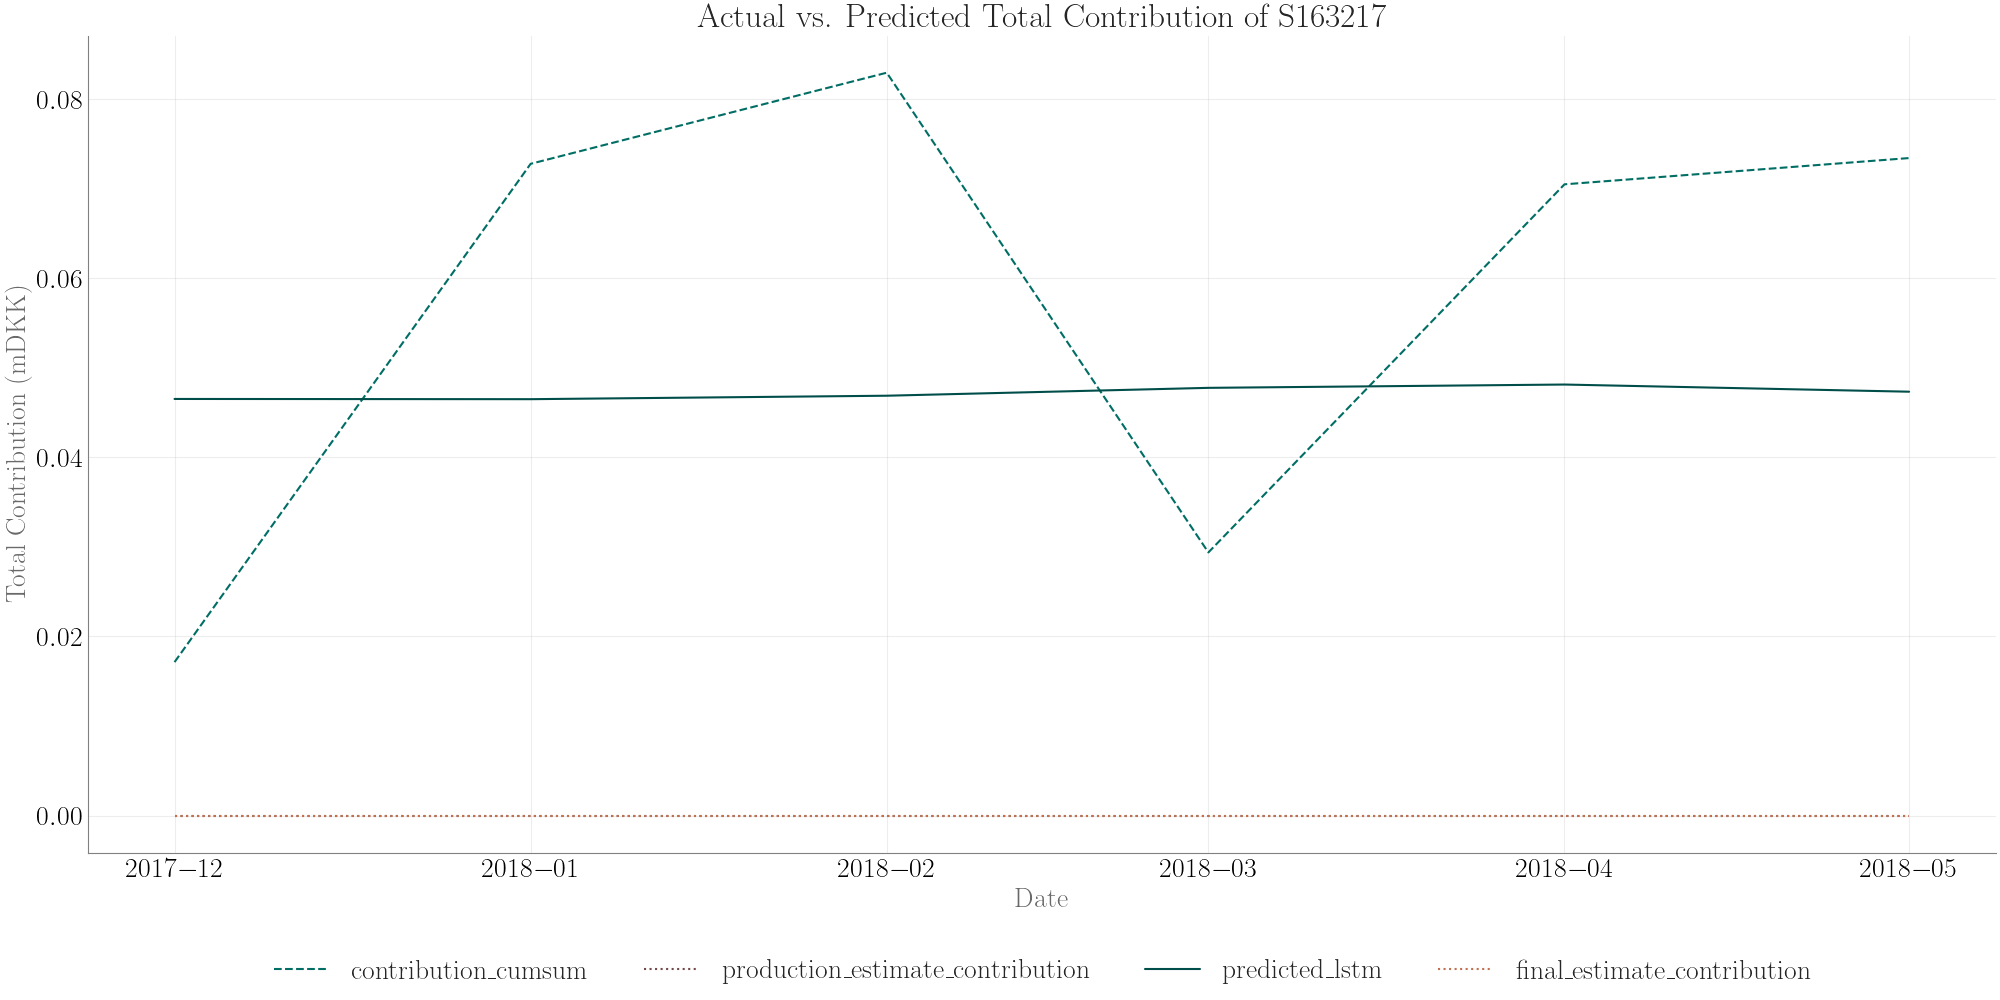 Actual vs. Predicted Total Contribution of S163217
Total Contribution (mDKK)
0.08
0.06
0.04
0.02
0.00
2017–12 2018–01 2018–02 2018–03 2018–04 2018–05
Date
contribution_cumsum production_estimate_contribution predicted_lstm final_estimate_contribution